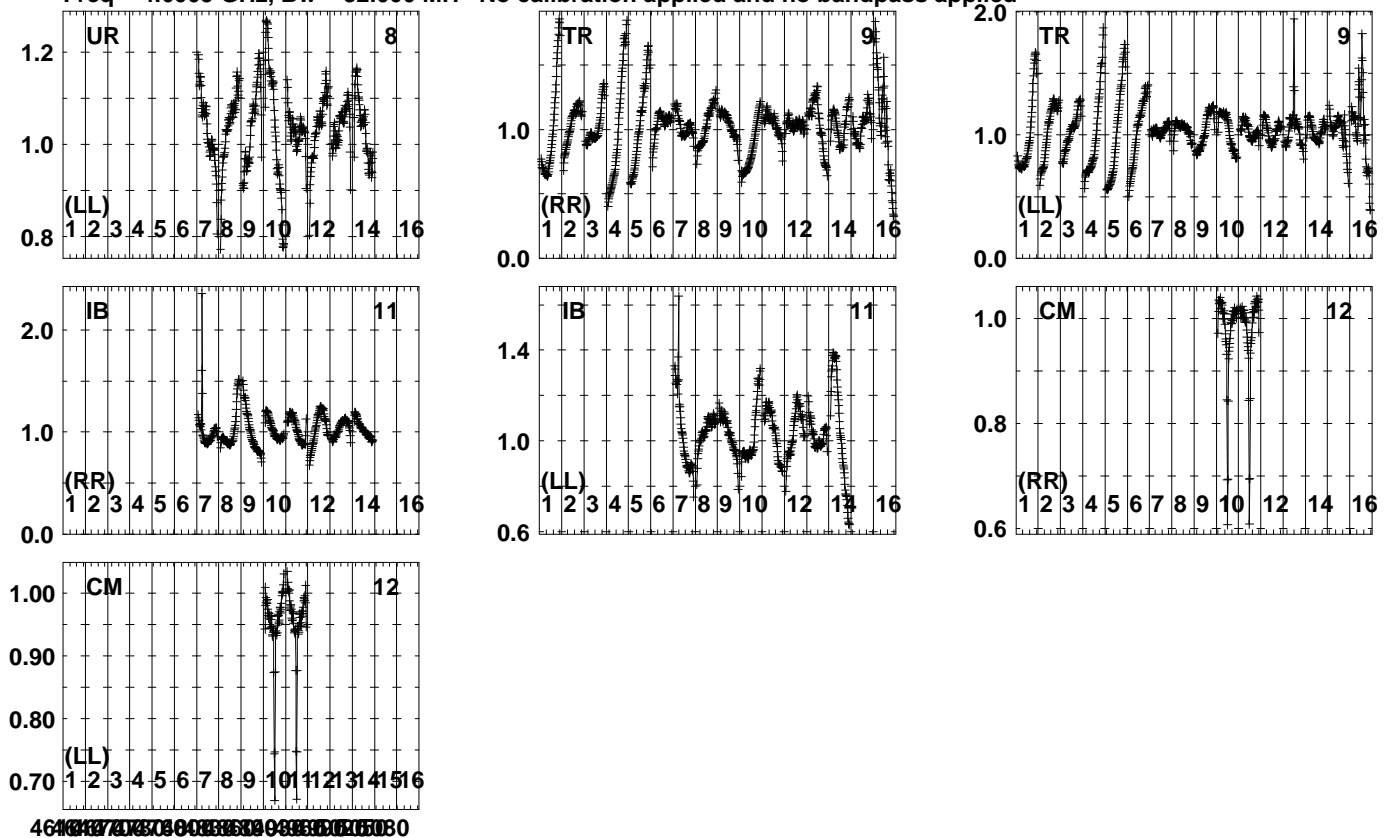 No calibration applied and no bandpass applied
UR 8
1.2
1.0
0.8
(LL)
1 2 3 4 5 6 7 8 9 10 12 14 16
TR 9
1.0
0.0
(RR)
1 2 3 4 5 6 7 8 9 10 12 14 16
TR 9
2.0
1.0
0.0
(LL)
1 2 3 4 5 6 7 8 9 10 12 14 16
IB 11
2.0
1.0
0.0
(RR)
1 2 3 4 5 6 7 8 9 10 12 14 16
IB 11
1.4
1.0
0.6
(LL)
1 2 3 4 5 6 7 8 9 10 12 14 16
CM 12
1.0
0.8
0.6
(RR)
1 2 3 4 5 6 7 8 9 10 12 14 16
CM 12
1.00
0.90
0.80
0.70
(LL)
1 2 3 4 5 6 7 8 9 10 11 12 13 14 15 16